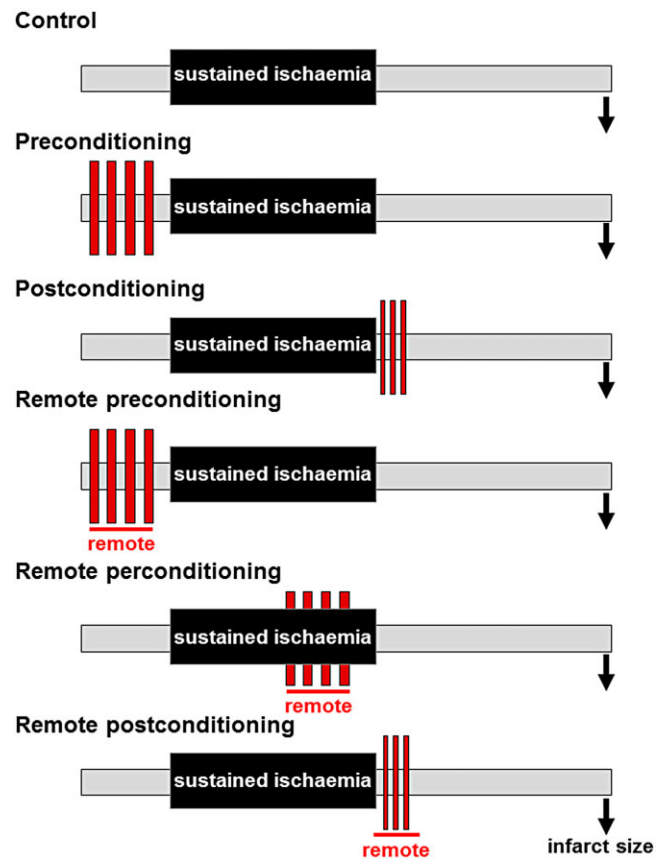 Control
sustained ischaemia
Preconditioning
sustained ischaemia
Postconditioning
sustained ischaemia
Remote preconditioning
sustained ischaemia
remote
Remote perconditioning
sustained ischaemia
remote
Remote postconditioning
sustained ischaemia
remote
infarct size